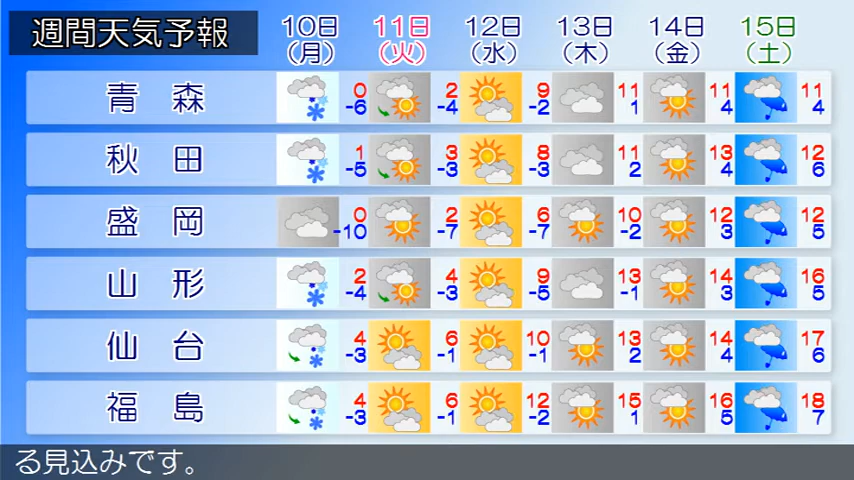 週間天気予報 10日 11日 12日 13日 14日 15日
(月) (火) (水) (木) (金) (土)
青森 0 -6 2 -4 9 -2 11 1 11 4 11 4
秋田 1 -5 3 -3 8 -3 11 2 13 4 12 6
盛岡 0 -10 2 -7 6 -7 10 -2 12 3 12 5
山形 2 -4 4 -3 9 -5 13 -1 14 3 16 5
仙台 4 -3 6 -1 10 -1 13 2 14 4 17 6
福島 4 -3 6 -1 12 -2 15 1 16 5 18 7
る見込みです。